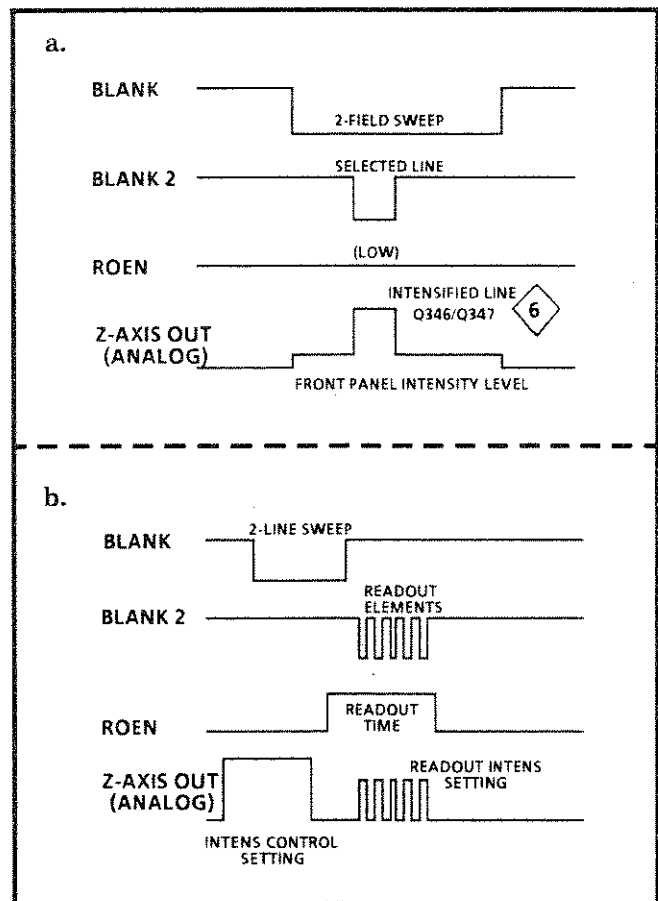 a.
BLANK
2-FIELD SWEEP
BLANK 2
SELECTED LINE
ROEN
(LOW)
INTENSIFIED LINE
Q346/Q347
6
Z-AXIS OUT
(ANALOG)
FRONT PANEL INTENSITY LEVEL
b.
2-LINE SWEEP
BLANK
READOUT
ELEMENTS
BLANK 2
READOUT
TIME
ROEN
READOUT INTENS
SETTING
Z-AXIS OUT
(ANALOG)
INTENS CONTROL
SETTING